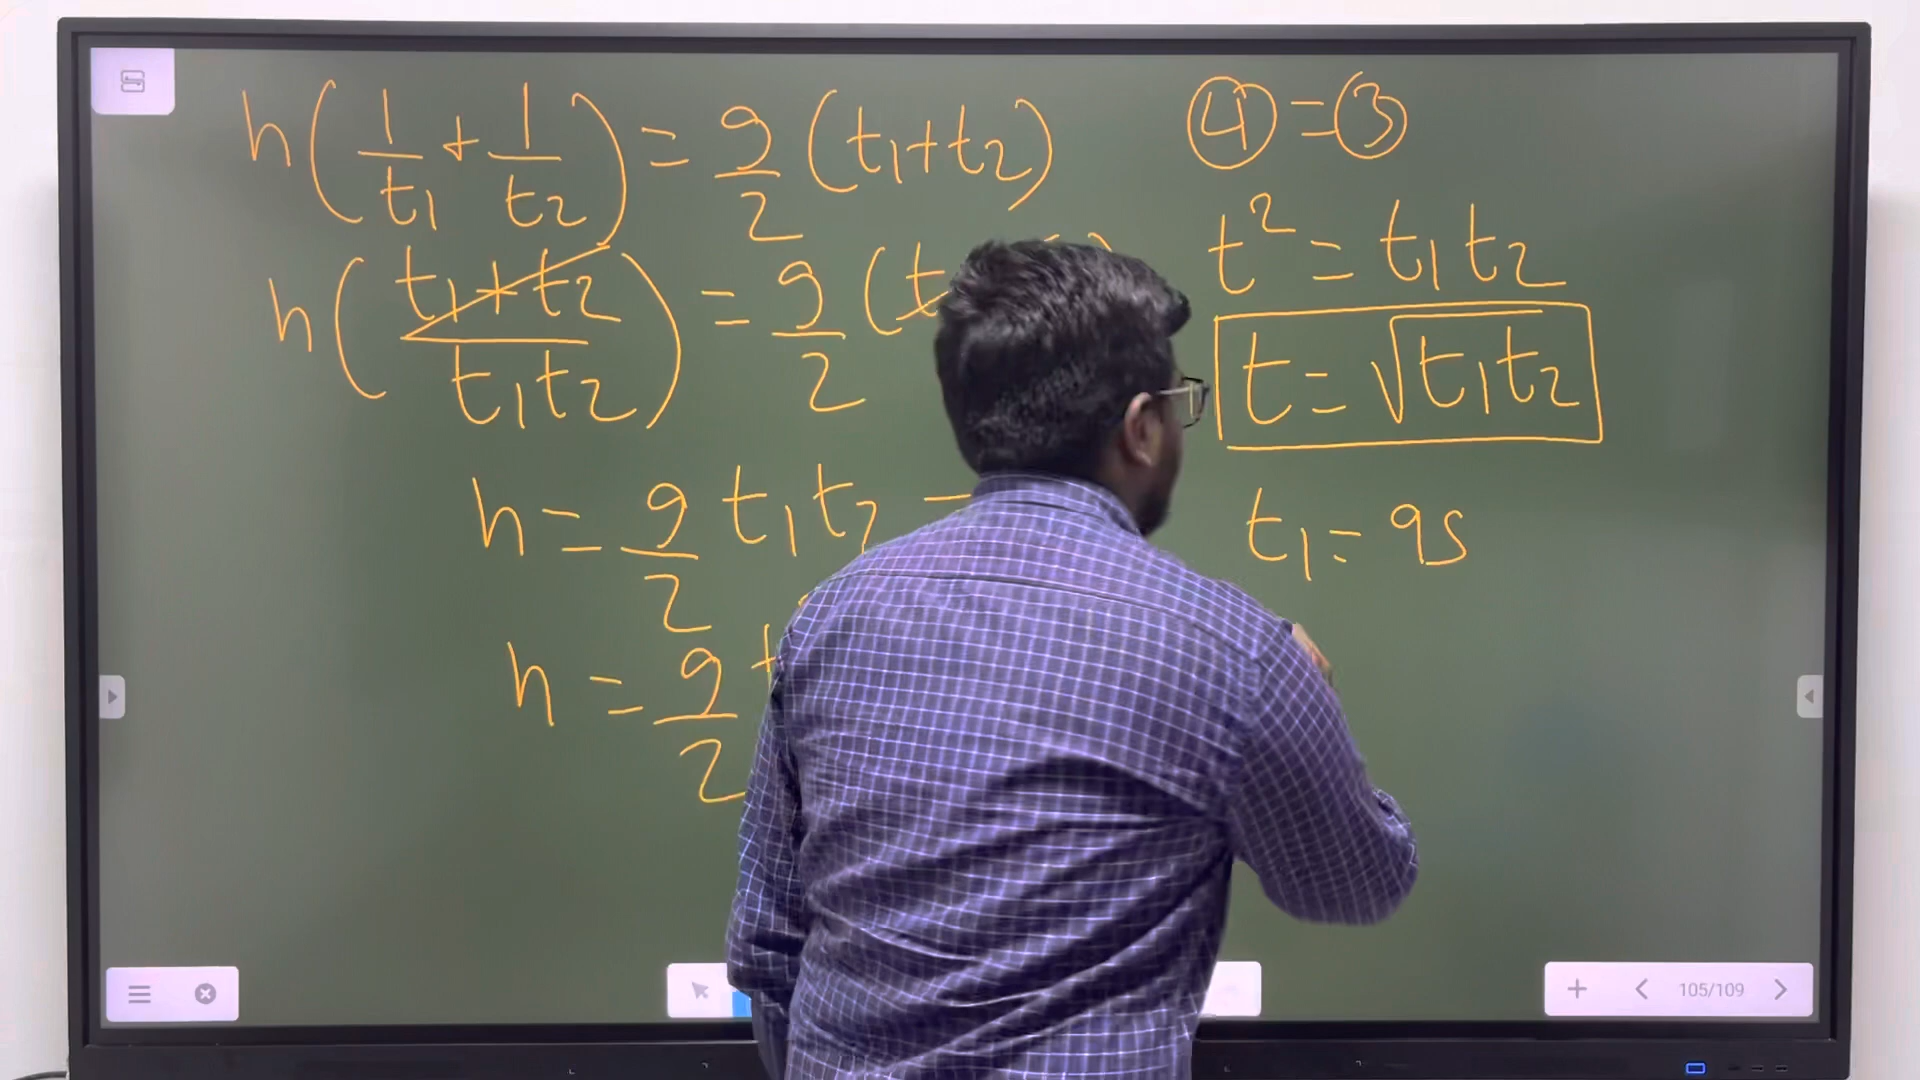 h(1/t₁ + 1/t₂) = g/2 (t₁+t₂)
h(t₁+t₂/t₁t₂) = g/2 (t
h = g/2 t₁t₂ –
h = g/2 t
④ = ③
t² = t₁t₂
t = √t₁t₂
t₁ = 9s
105/109